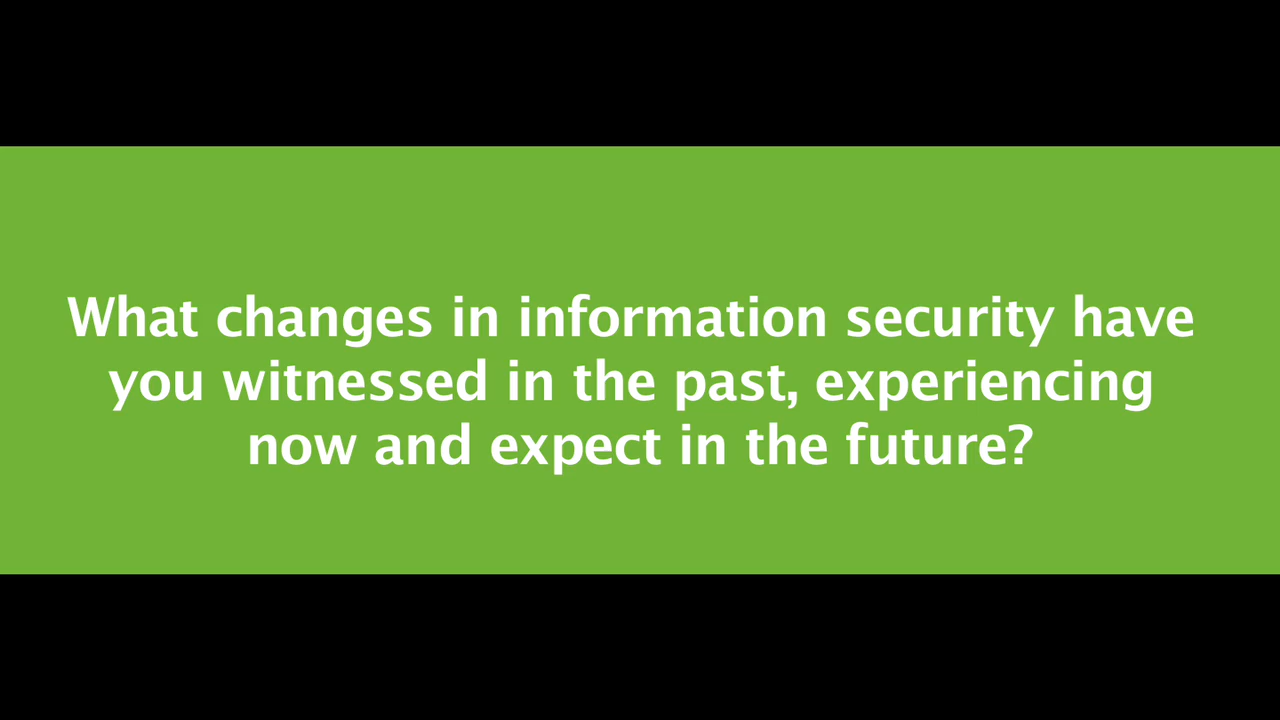 What changes in information security have
you witnessed in the past, experiencing
now and expect in the future?